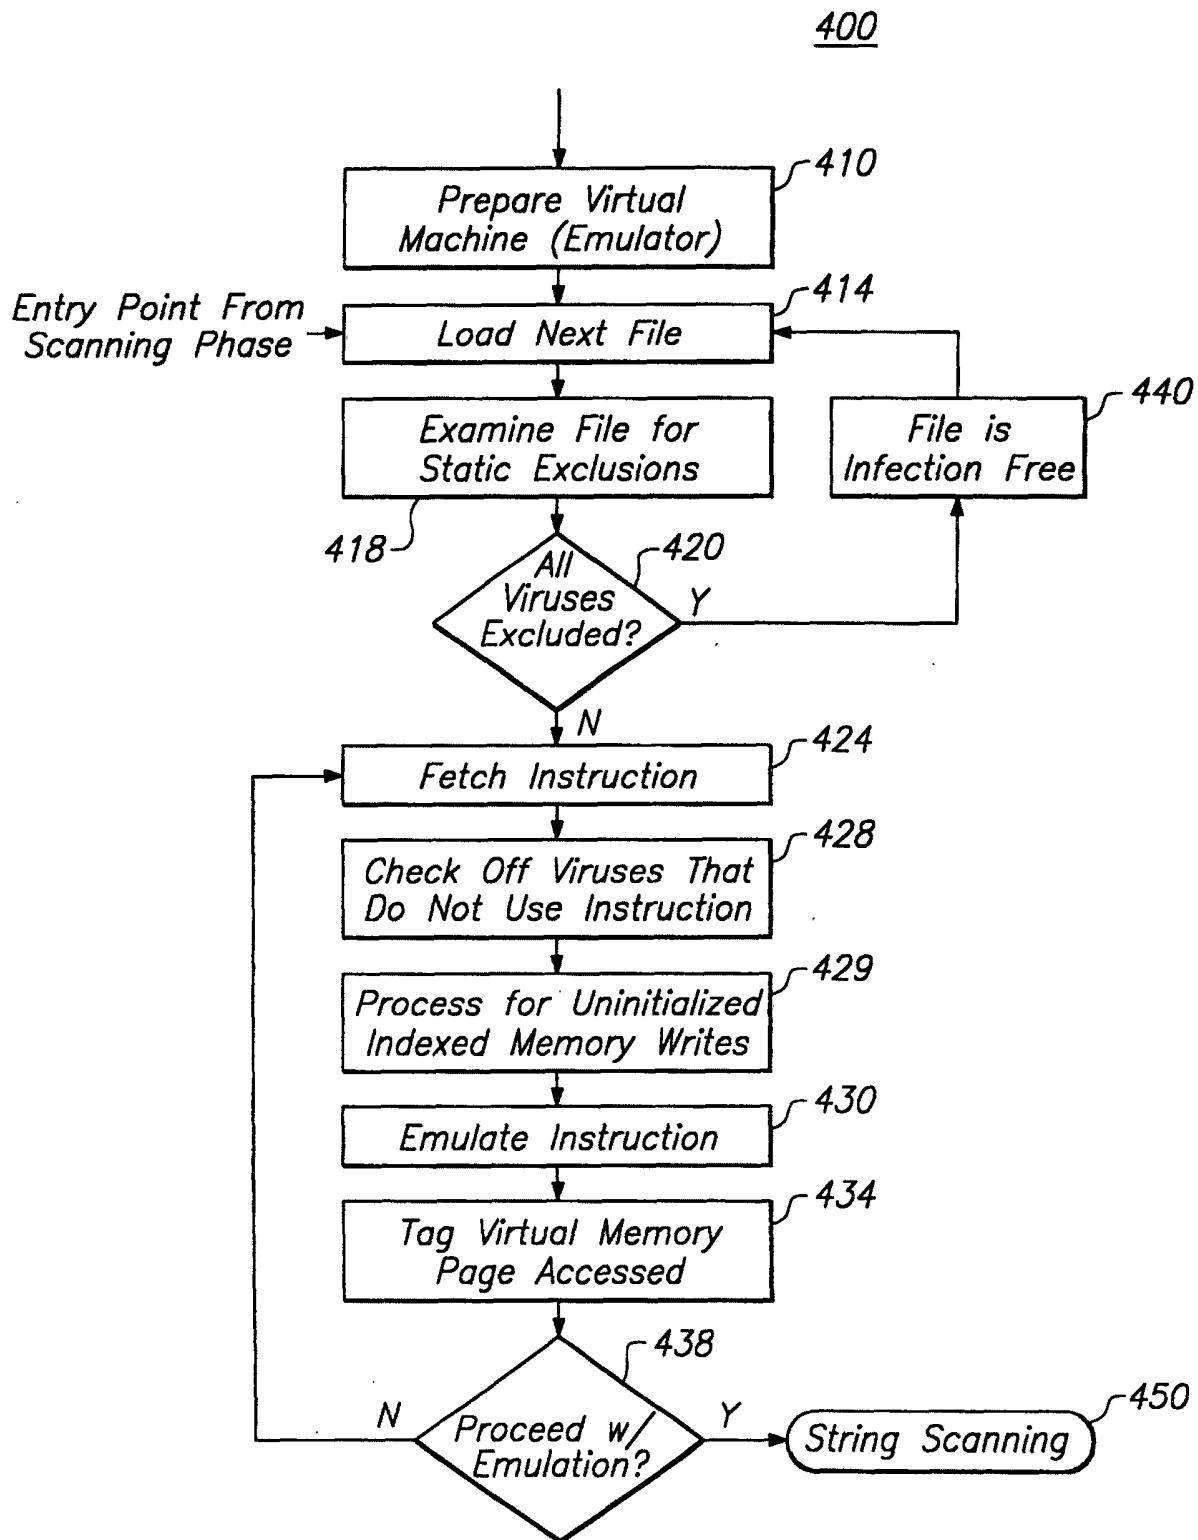 400
410
Prepare Virtual
Machine (Emulator)
414
Entry Point From
Scanning Phase
Load Next File
440
Examine File for
Static Exclusions
File is
Infection Free
418
420
All
Viruses
Excluded?
Y
N
424
Fetch Instruction
428
Check Off Viruses That
Do Not Use Instruction
429
Process for Uninitialized
Indexed Memory Writes
430
Emulate Instruction
434
Tag Virtual Memory
Page Accessed
438
N
Proceed w/
Emulation?
Y
450
String Scanning